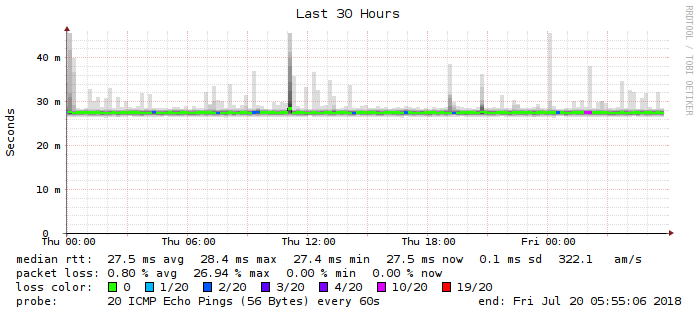 Last 30 Hours
RRDTOOL / TOBI OETIKER
Seconds
40 m
30 m
20 m
10 m
0
Thu 00:00 Thu 06:00 Thu 12:00 Thu 18:00 Fri 00:00
median rtt: 27.5 ms avg 28.4 ms max 27.4 ms min 27.5 ms now 0.1 ms sd 322.1 am/s
packet loss: 0.80 % avg 26.94 % max 0.00 % min 0.00 % now
loss color: 0 1/20 2/20 3/20 4/20 10/20 19/20
probe: 20 ICMP Echo Pings (56 Bytes) every 60s end: Fri Jul 20 05:55:06 2018